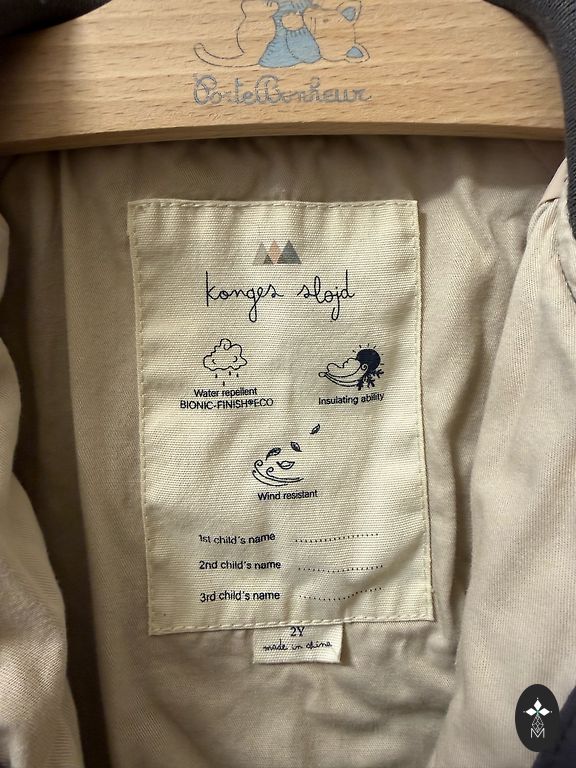 PorteBonheur
konges sløjd
Water repellent
BIONIC-FINISH®ECO
Insulating ability
Wind resistant
1st child's name
2nd child's name
3rd child's name
2Y
made in china
M